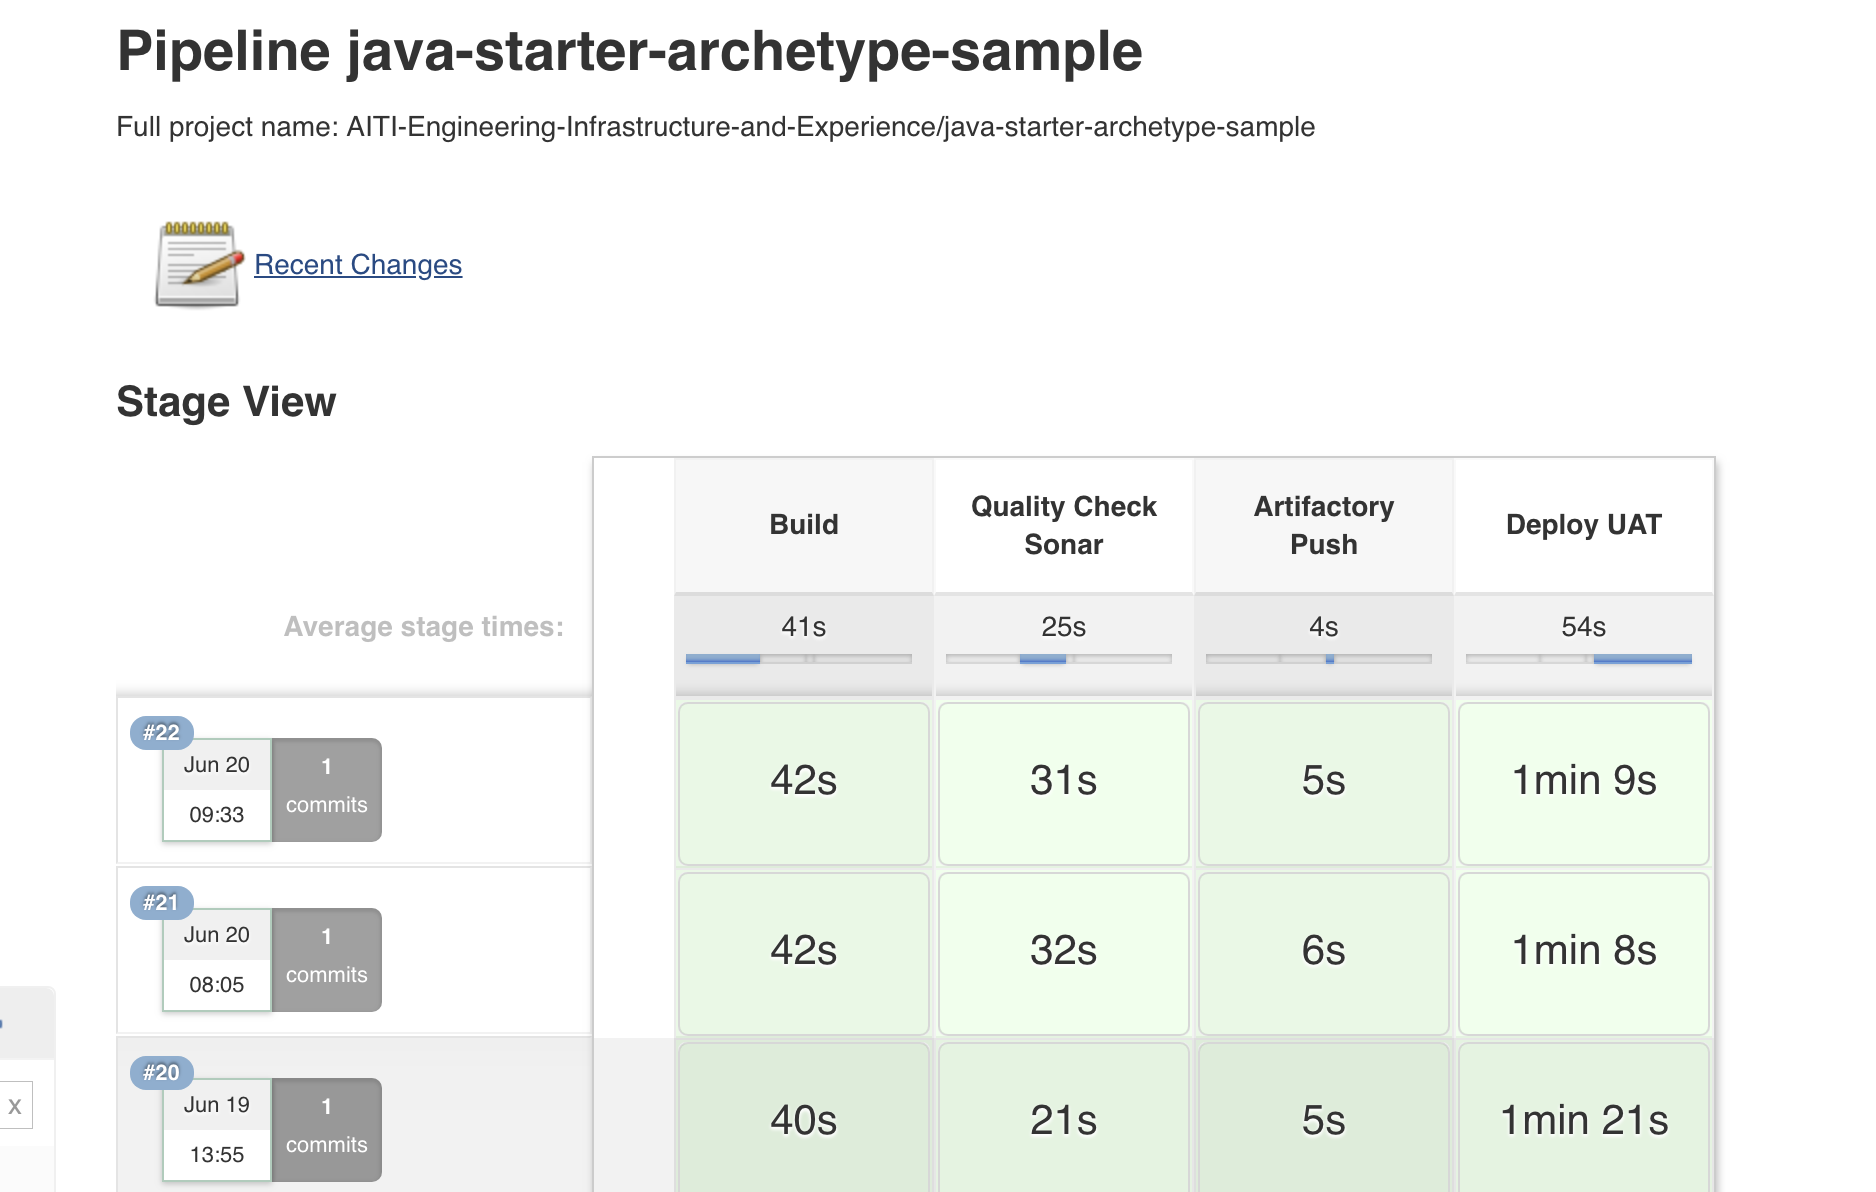 Pipeline java-starter-archetype-sample
Full project name: AITI-Engineering-Infrastructure-and-Experience/java-starter-archetype-sample
Recent Changes
Stage View
Build
Quality Check
Sonar
Artifactory
Push
Deploy UAT
Average stage times:
41s
25s
4s
54s
#22
Jun 20
09:33
1
commits
42s
31s
5s
1min 9s
#21
Jun 20
08:05
1
commits
42s
32s
6s
1min 8s
#20
Jun 19
13:55
1
commits
40s
21s
5s
1min 21s
X